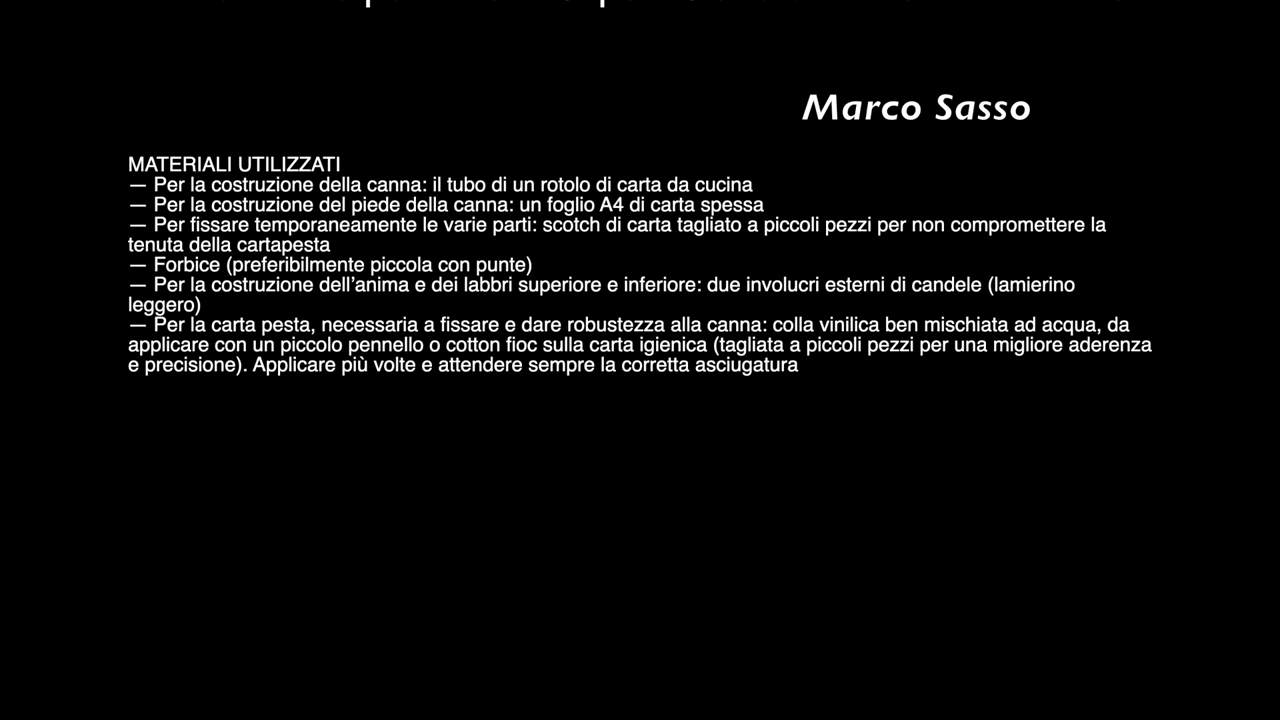 Marco Sasso
MATERIALI UTILIZZATI
— Per la costruzione della canna: il tubo di un rotolo di carta da cucina
— Per la costruzione del piede della canna: un foglio A4 di carta spessa
— Per fissare temporaneamente le varie parti: scotch di carta tagliato a piccoli pezzi per non compromettere la
tenuta della cartapesta
— Forbice (preferibilmente piccola con punte)
— Per la costruzione dell’anima e dei labbri superiore e inferiore: due involucri esterni di candele (lamierino
leggero)
— Per la carta pesta, necessaria a fissare e dare robustezza alla canna: colla vinilica ben mischiata ad acqua, da
applicare con un piccolo pennello o cotton fioc sulla carta igienica (tagliata a piccoli pezzi per una migliore aderenza
e precisione). Applicare più volte e attendere sempre la corretta asciugatura